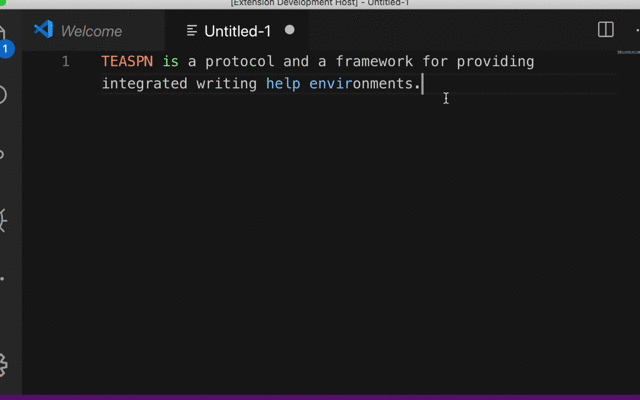 [Extension Development Host] - Untitled-1
Welcome
Untitled-1
1
1 TEASPN is a protocol and a framework for providing
integrated writing help environments.